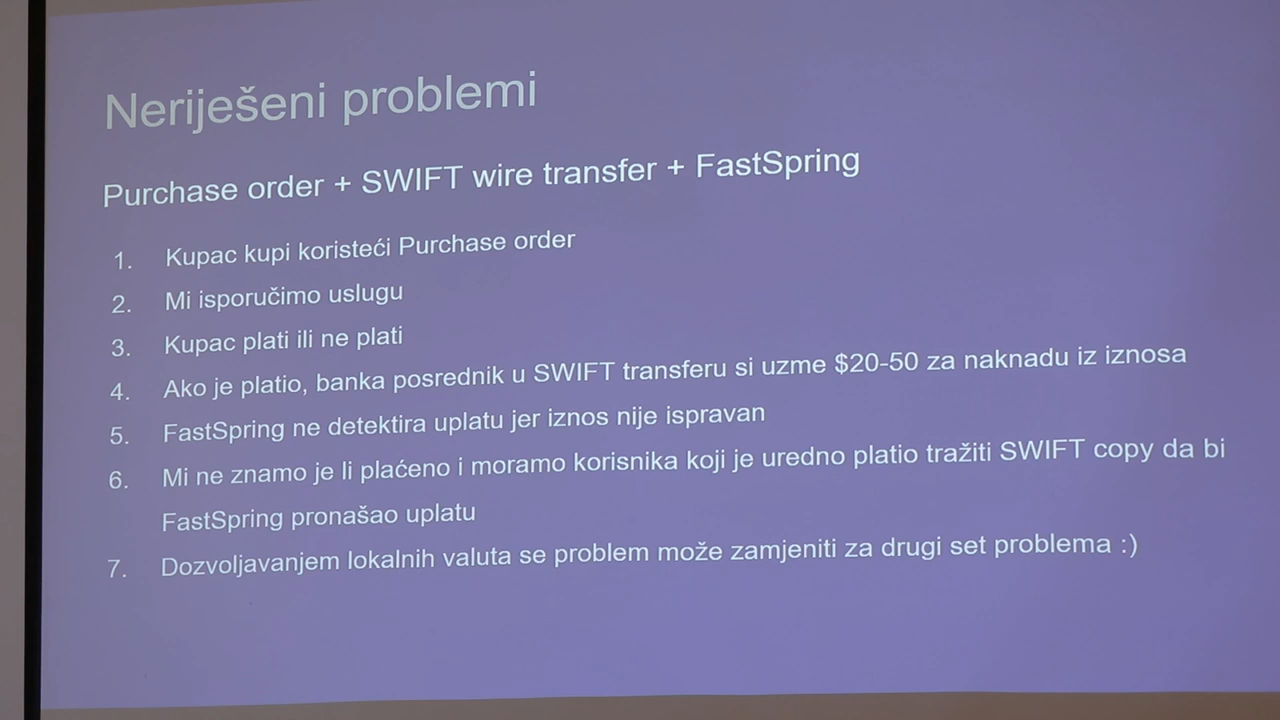 Neriješeni problemi
Purchase order + SWIFT wire transfer + FastSpring
1. Kupac kupi koristeći Purchase order
2. Mi isporučimo uslugu
3. Kupac plati ili ne plati
4. Ako je platio, banka posrednik u SWIFT transferu si uzme $20-50 za naknadu iz iznosa
5. FastSpring ne detektira uplatu jer iznos nije ispravan
6. Mi ne znamo je li plaćeno i moramo korisnika koji je uredno platio tražiti SWIFT copy da bi
FastSpring pronašao uplatu
7. Dozvoljavanjem lokalnih valuta se problem može zamjeniti za drugi set problema :)